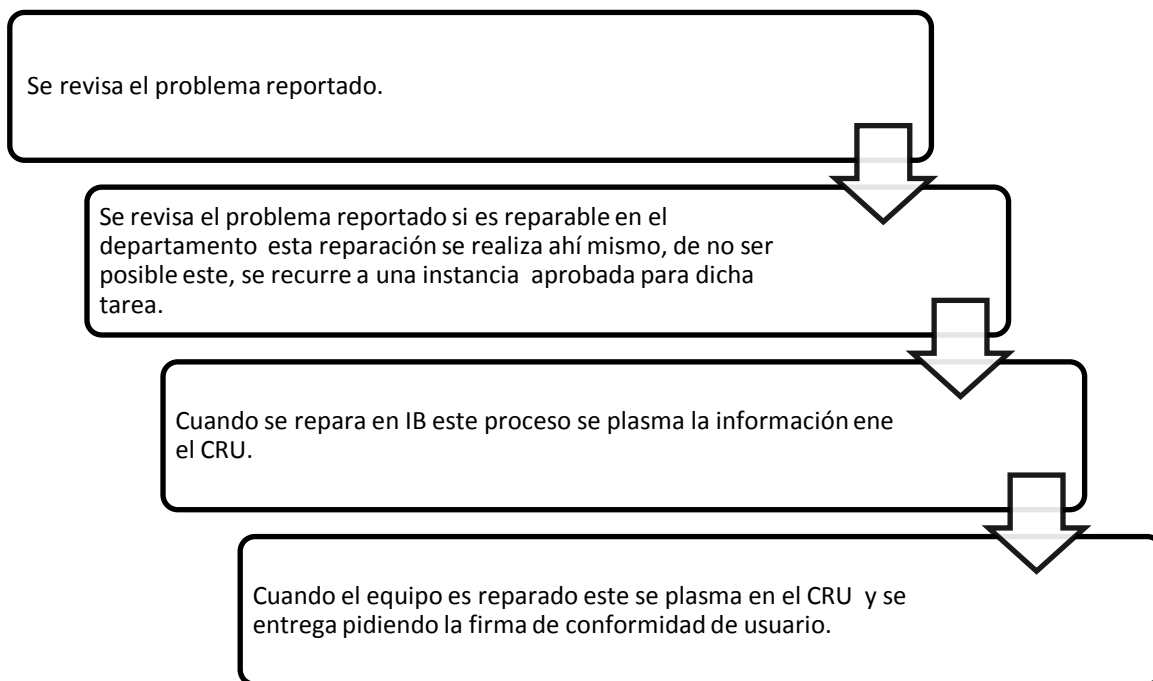 Se revisa el problema reportado.
Se revisa el problema reportado si es reparable en el
departamento  esta reparación se realiza ahí mismo, de no ser
posible este, se recurre a una instancia  aprobada para dicha
tarea.
Cuando se repara en IB este proceso se plasma la información ene
el CRU.
Cuando el equipo es reparado este se plasma en el CRU  y se
entrega pidiendo la firma de conformidad de usuario.